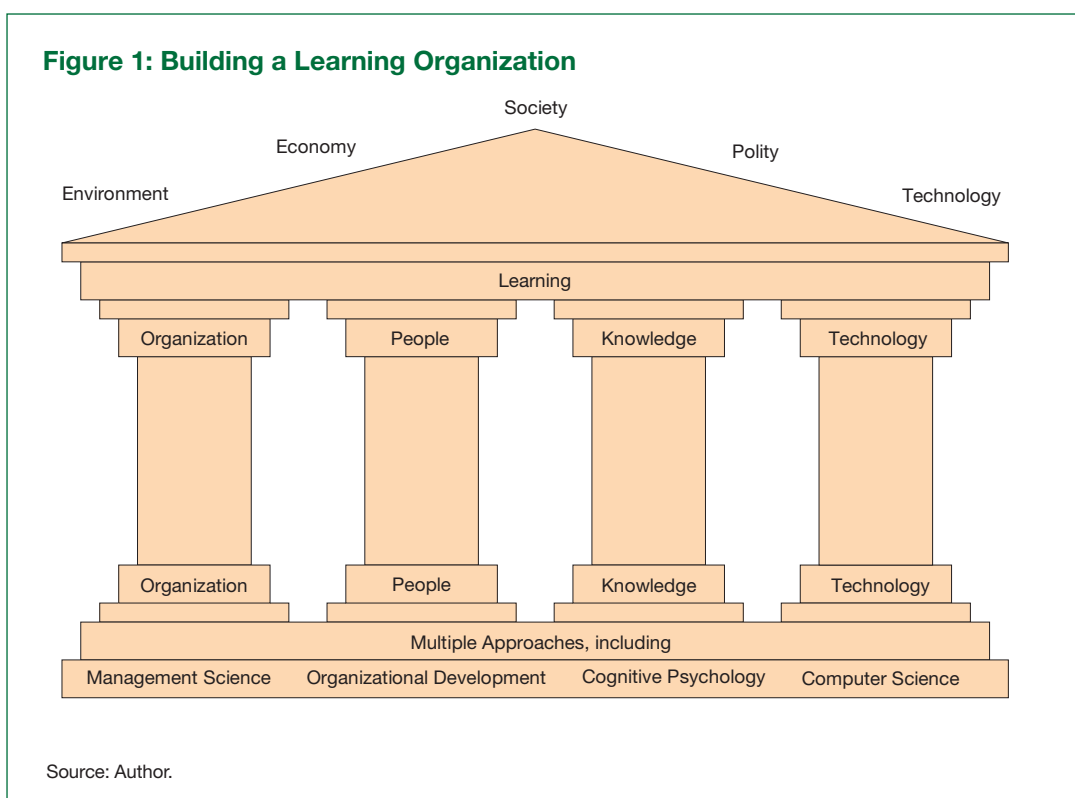 Figure 1: Building a Learning Organization
Society
Economy
Polity
Environment
Technology
Learning
Organization People Knowledge Technology
Organization People Knowledge Technology
Multiple Approaches, including
Management Science Organizational Development Cognitive Psychology Computer Science
Source: Author.